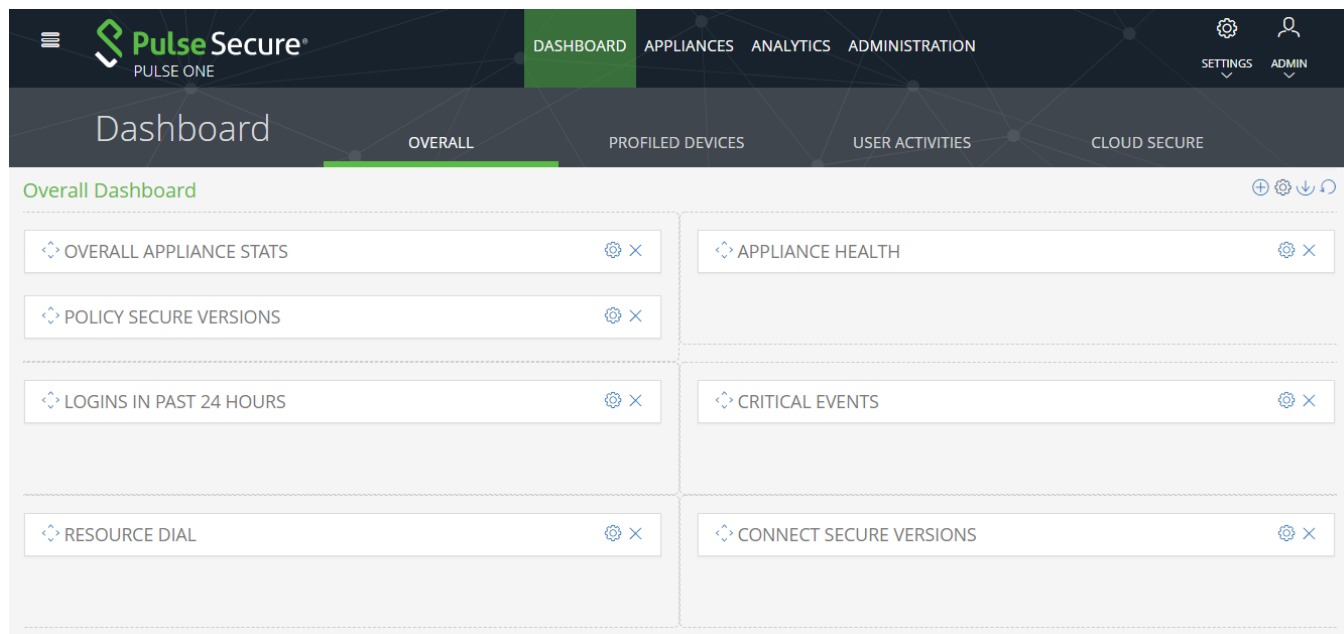 Pulse Secure®
PULSE ONE
DASHBOARD APPLIANCES ANALYTICS ADMINISTRATION
SETTINGS ADMIN
Dashboard
OVERALL PROFILED DEVICES USER ACTIVITIES CLOUD SECURE
Overall Dashboard
OVERALL APPLIANCE STATS
APPLIANCE HEALTH
POLICY SECURE VERSIONS
LOGINS IN PAST 24 HOURS
CRITICAL EVENTS
RESOURCE DIAL
CONNECT SECURE VERSIONS